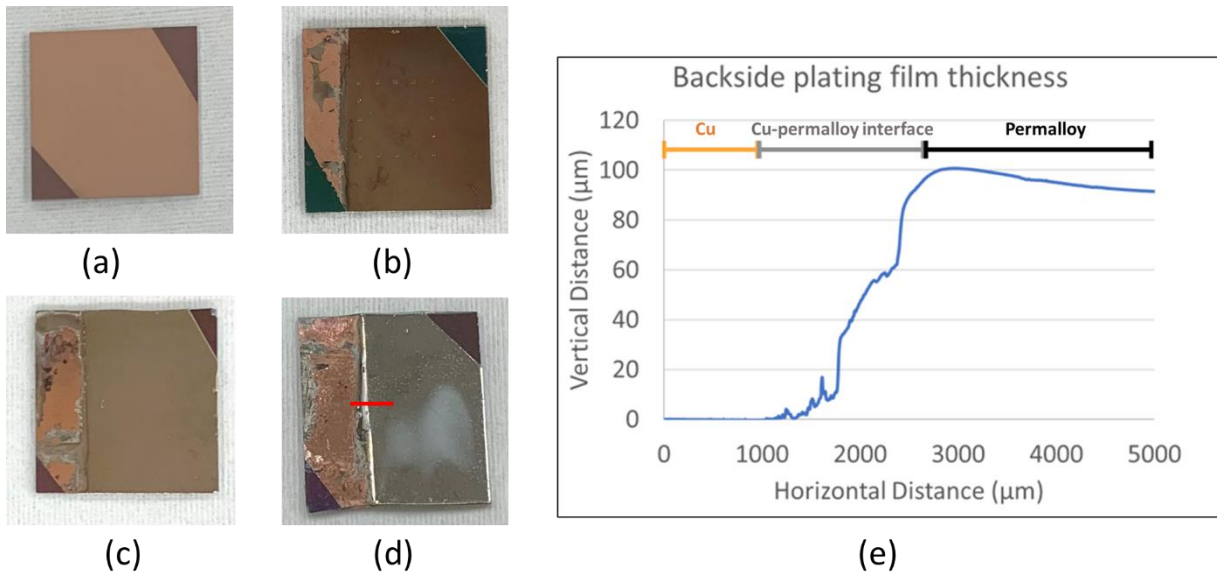 (a)
(b)
(c)
(d)
Backside plating film thickness
Cu
Cu-permalloy interface
Permalloy
120
100
80
60
40
20
0
Vertical Distance (µm)
0 1000 2000 3000 4000 5000
Horizontal Distance (µm)
(e)